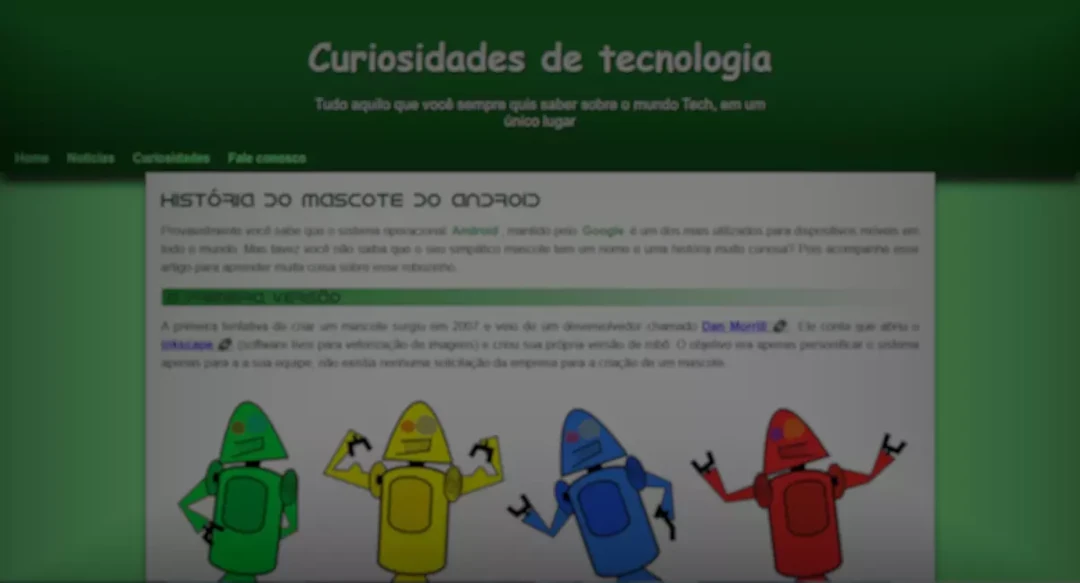 Curiosidades de tecnologia
Tudo aquilo que você sempre quis saber sobre o mundo Tech, em um
único lugar
Home Notícias Curiosidades Fale conosco
História do mascote do Android
Provavelmente você sabe que o sistema operacional Android, mantido pelo Google é um dos mais utilizados para dispositivos móveis em
todo o mundo. Mas talvez você não saiba que o seu simpático mascote tem um nome e uma história muito curiosa? Pois acompanhe esse
artigo para aprender muita coisa sobre esse robozinho.
A primeira versão
A primeira tentativa de criar um mascote surgiu em 2007 e veio de um desenvolvedor chamado Dan Morrill. Ele conta que abriu o
Inkscape (software livre para vetorização de imagens) e criou sua própria versão de robô. O objetivo era apenas personificar o sistema
apenas para a a sua equipe, não existia nenhuma solicitação da empresa para a criação de um mascote.